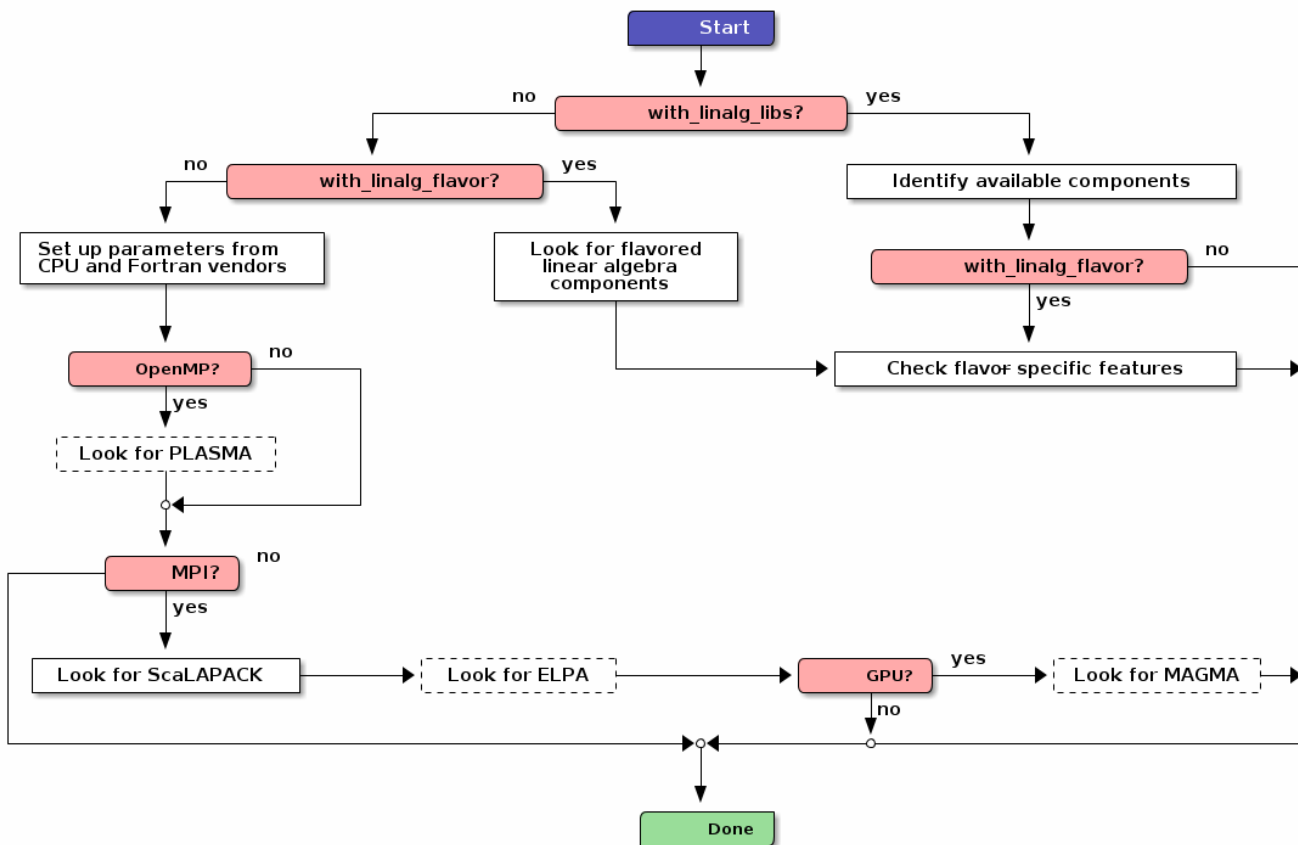 Start
no
yes
with_linalg_libs?
no
yes
with_linalg_flavor?
Identify available components
Set up parameters from
CPU and Fortran vendors
Look for flavored
linear algebra
components
no
with_linalg_flavor?
yes
no
OpenMP?
Check flavor specific features
yes
Look for PLASMA
no
MPI?
yes
Look for ScaLAPACK
Look for ELPA
yes
GPU?
Look for MAGMA
no
Done